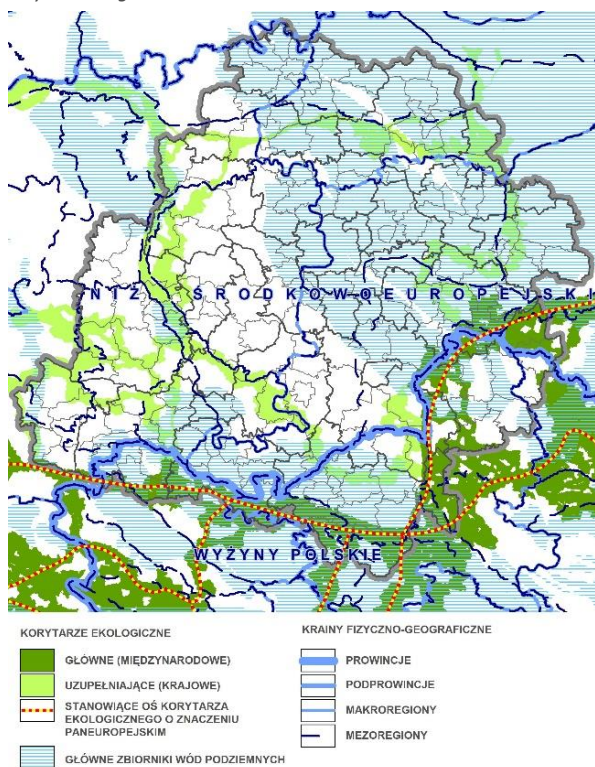 NIŻ ŚRODKOWOEUROPEJSKI
WYŻYNY POLSKIE
KORYTARZE EKOLOGICZNE
GŁÓWNE (MIĘDZYNARODOWE)
UZUPEŁNIAJĄCE (KRAJOWE)
STANOWIĄCE OŚ KORYTARZA
EKOLOGICZNEGO O ZNACZENIU
PANEUROPEJSKIM
GŁÓWNE ZBIORNIKI WÓD PODZIEMNYCH
KRAINY FIZYCZNO-GEOGRAFICZNE
PROWINCJE
PODPROWINCJE
MAKROREGIONY
MEZOREGIONY